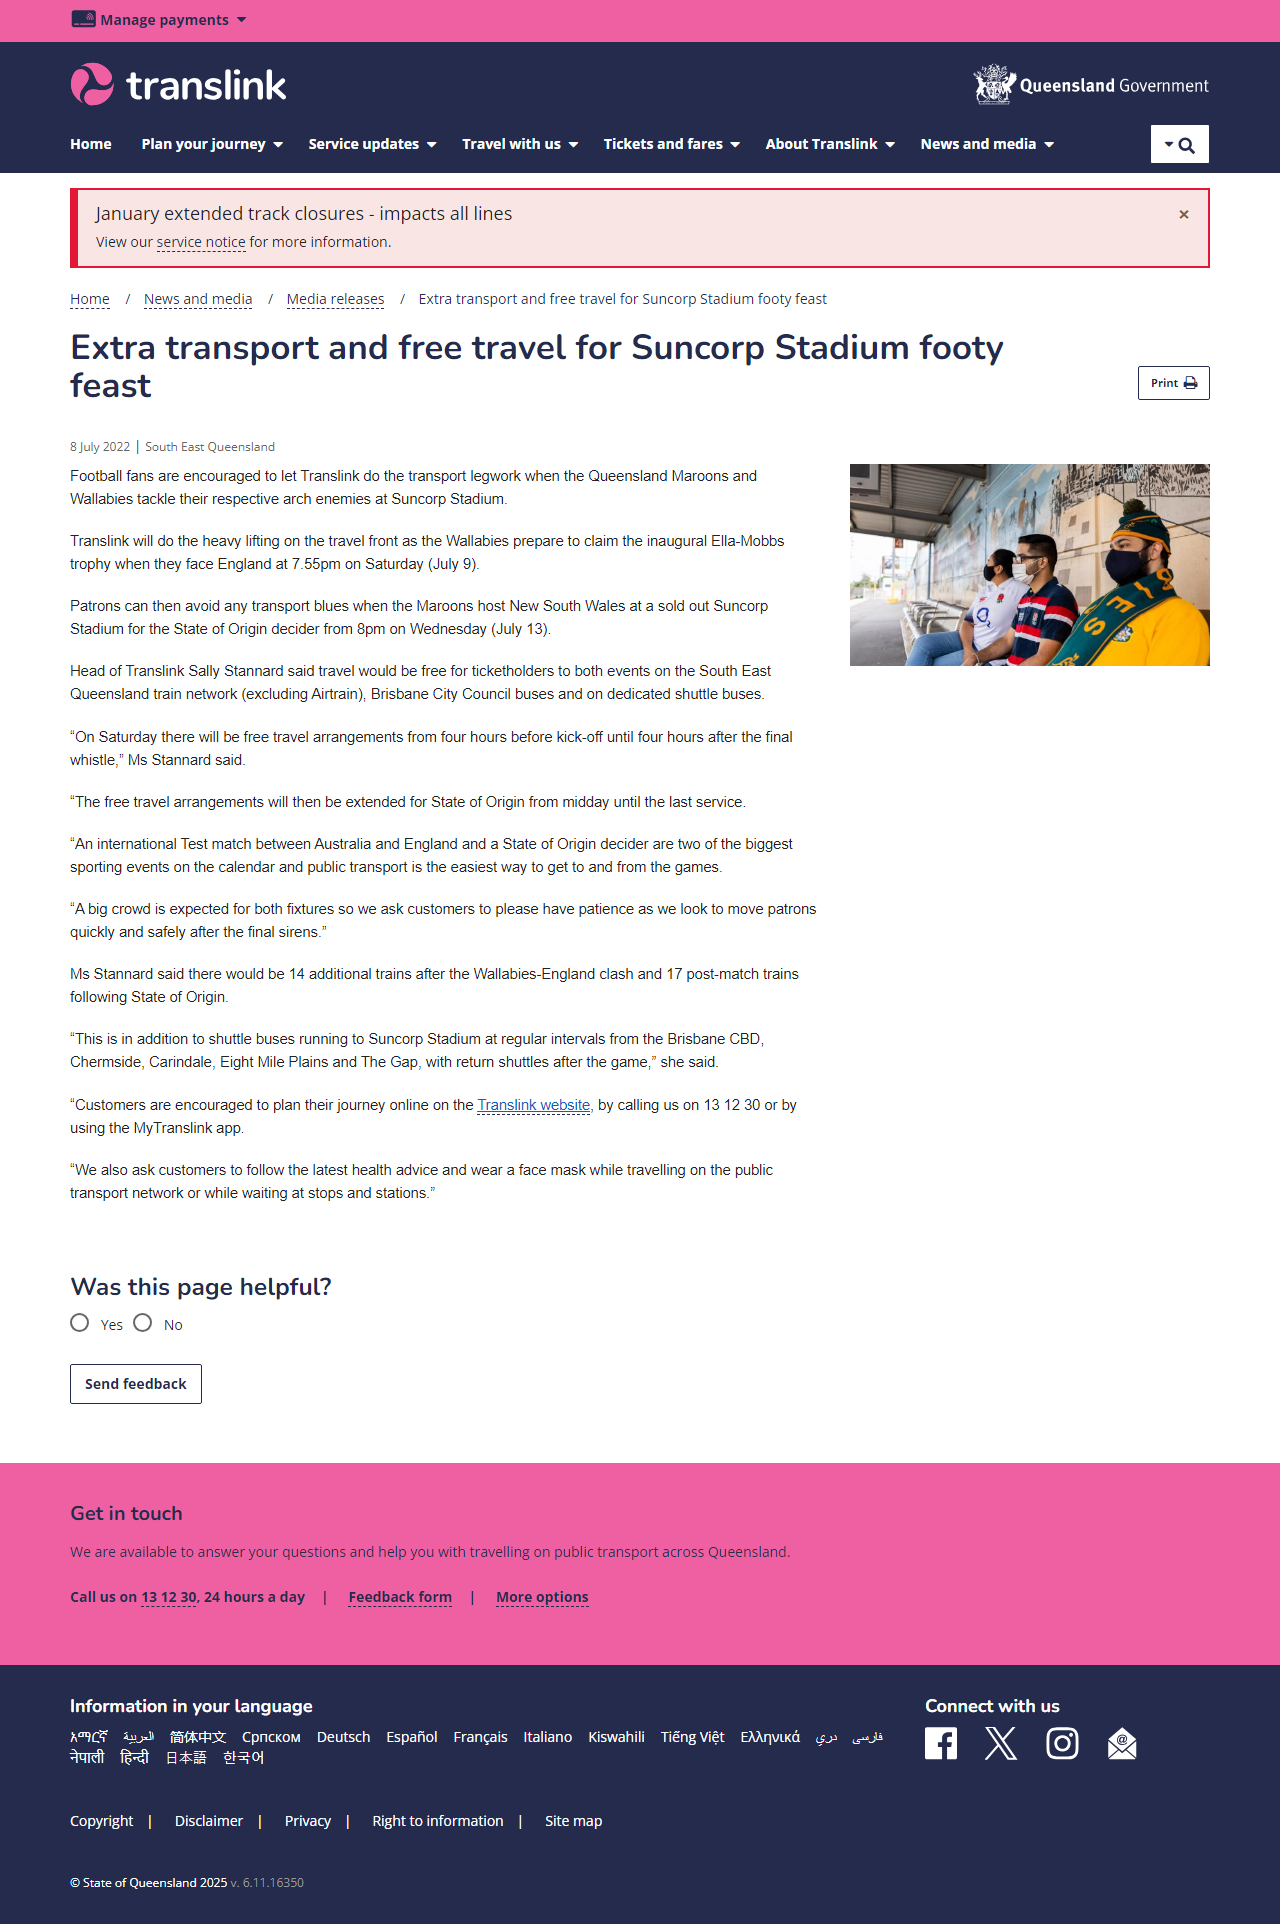 Manage payments
translink
Queensland Government
Home
Plan your journey
Service updates
Travel with us
Tickets and fares
About Translink
News and media
January extended track closures - impacts all lines
×
View our service notice for more information.
Home / News and media / Media releases / Extra transport and free travel for Suncorp Stadium footy feast
Extra transport and free travel for Suncorp Stadium footy
feast
Print
8 July 2022 | South East Queensland
Football fans are encouraged to let Translink do the transport legwork when the Queensland Maroons and
Wallabies tackle their respective arch enemies at Suncorp Stadium.
Translink will do the heavy lifting on the travel front as the Wallabies prepare to claim the inaugural Ella-Mobbs
trophy when they face England at 7.55pm on Saturday (July 9).
Patrons can then avoid any transport blues when the Maroons host New South Wales at a sold out Suncorp
Stadium for the State of Origin decider from 8pm on Wednesday (July 13).
Head of Translink Sally Stannard said travel would be free for ticketholders to both events on the South East
Queensland train network (excluding Airtrain), Brisbane City Council buses and on dedicated shuttle buses.
“On Saturday there will be free travel arrangements from four hours before kick-off until four hours after the final
whistle,” Ms Stannard said.
“The free travel arrangements will then be extended for State of Origin from midday until the last service.
“An international Test match between Australia and England and a State of Origin decider are two of the biggest
sporting events on the calendar and public transport is the easiest way to get to and from the games.
“A big crowd is expected for both fixtures so we ask customers to please have patience as we look to move patrons
quickly and safely after the final sirens.”
Ms Stannard said there would be 14 additional trains after the Wallabies-England clash and 17 post-match trains
following State of Origin.
“This is in addition to shuttle buses running to Suncorp Stadium at regular intervals from the Brisbane CBD,
Chermside, Carindale, Eight Mile Plains and The Gap, with return shuttles after the game,” she said.
“Customers are encouraged to plan their journey online on the Translink website, by calling us on 13 12 30 or by
using the MyTranslink app.
“We also ask customers to follow the latest health advice and wear a face mask while travelling on the public
transport network or while waiting at stops and stations.”
Was this page helpful?
Yes
No
Send feedback
Get in touch
We are available to answer your questions and help you with travelling on public transport across Queensland.
Call us on 13 12 30, 24 hours a day | Feedback form | More options
Information in your language
አማርኛ العربية 简体中文 Српском Deutsch Español Français Italiano Kiswahili Tiếng Việt Ελληνικά دري فارسی
नेपाली हिन्दी 日本語 한국어
Connect with us
Copyright | Disclaimer | Privacy | Right to information | Site map
© State of Queensland 2025 v. 6.11.16350